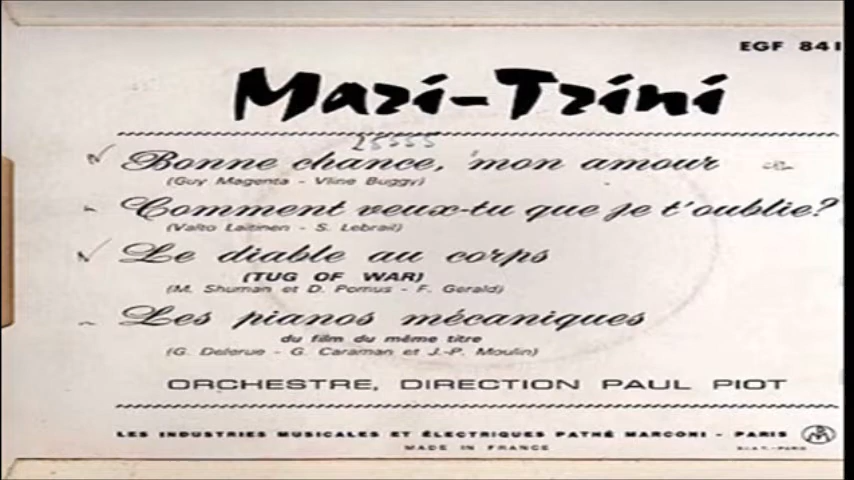 EGF 841
Mari-Trini
25555
Bonne chance, mon amour
(Guy Magenta - Vline Buggy)
Comment veux-tu que je t'oublie?
(Valto Laitinen - S. Lebrail)
Le diable au corps
(TUG OF WAR)
(M. Shuman et D. Pomus - F. Gerald)
Les pianos mécaniques
du film du même titre
(G. Delerue - G. Caraman et J.-P. Moulin)
ORCHESTRE, DIRECTION PAUL PIOT
LES INDUSTRIES MUSICALES ET ÉLECTRIQUES PATHÉ MARCONI - PARIS
MADE IN FRANCE